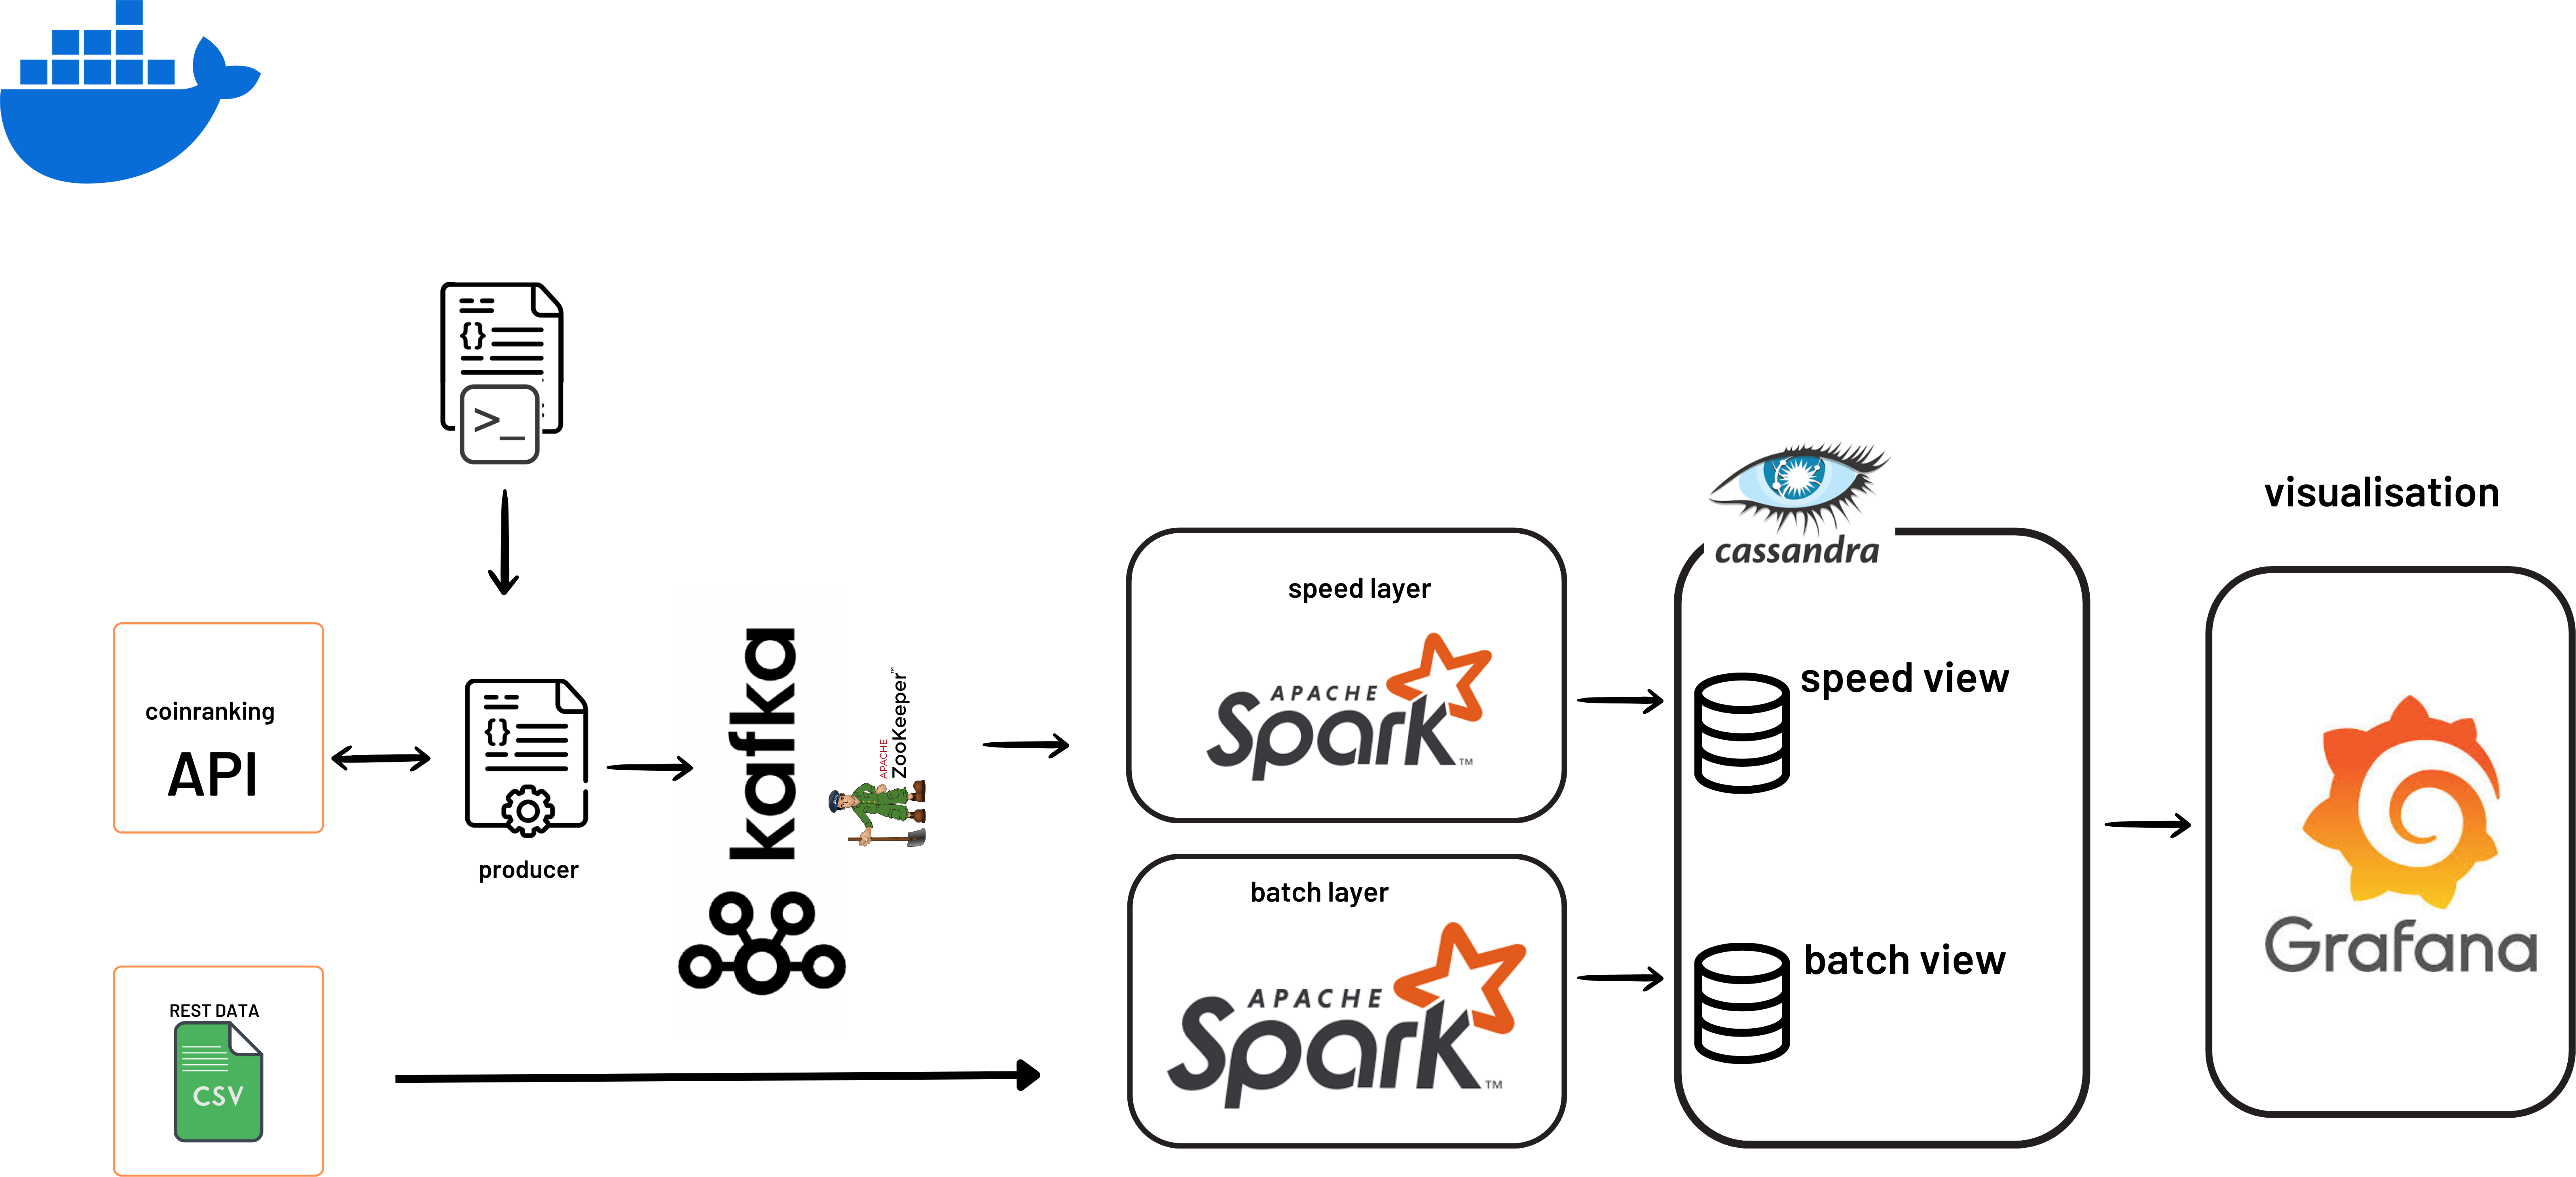 {}
>_
coinranking
API
{}
producer
kafka
APACHE
ZooKeeper™
REST DATA
CSV
speed layer
APACHE
Spark™
batch layer
APACHE
Spark™
cassandra
speed view
batch view
visualisation
Grafana